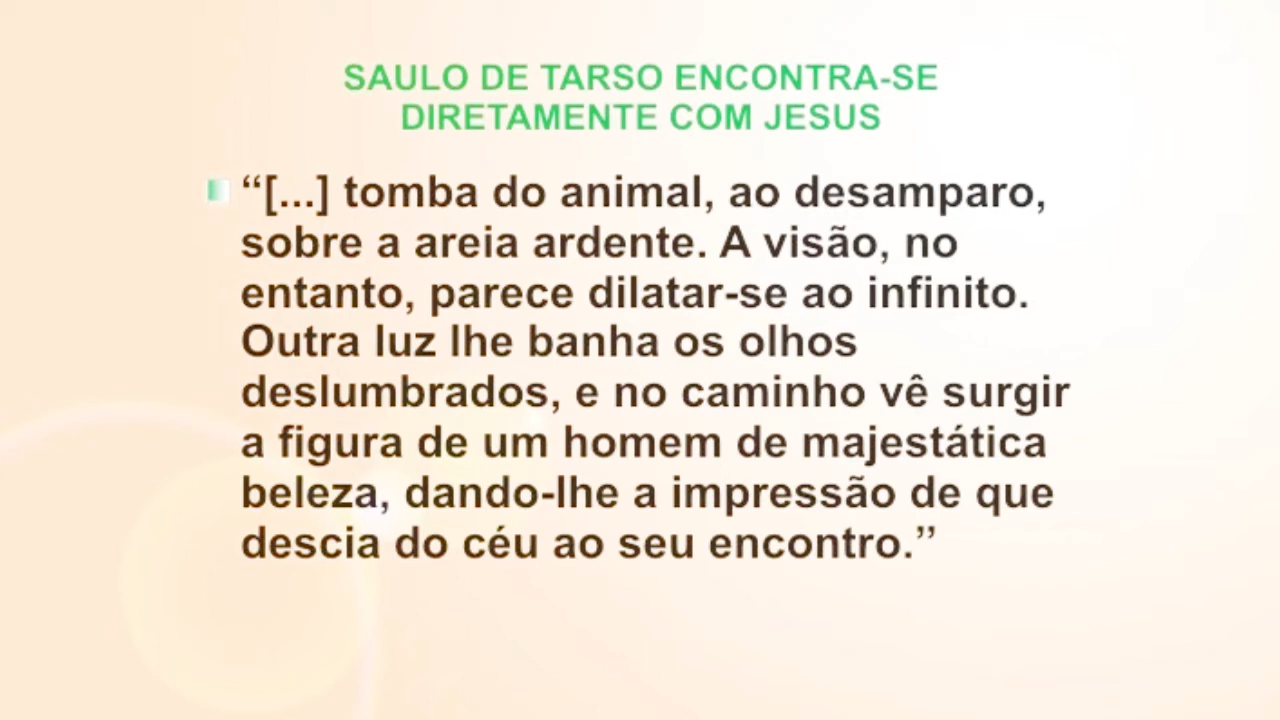 SAULO DE TARSO ENCONTRA-SE
DIRETAMENTE COM JESUS
“[...] tomba do animal, ao desamparo,
sobre a areia ardente. A visão, no
entanto, parece dilatar-se ao infinito.
Outra luz lhe banha os olhos
deslumbrados, e no caminho vê surgir
a figura de um homem de majestática
beleza, dando-lhe a impressão de que
descia do céu ao seu encontro.”